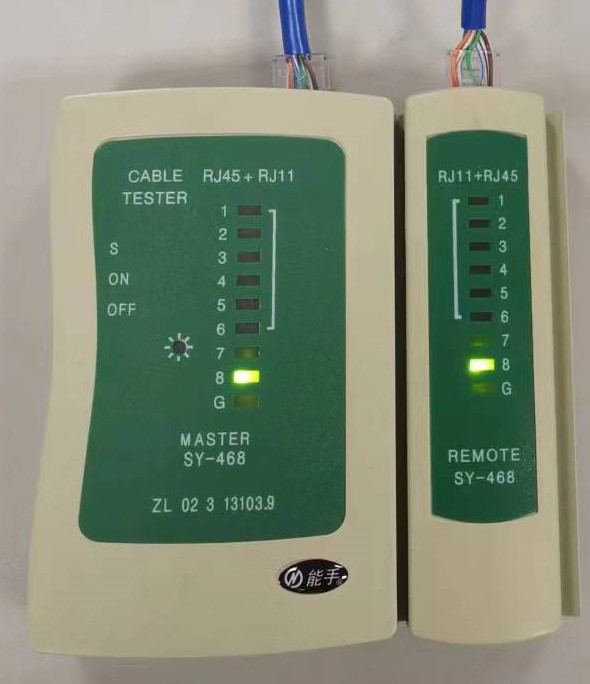 CABLE RJ45+RJ11
TESTER
1
2
S
3
ON
4
OFF
5
6
7
8
G
MASTER
SY-468
ZL 02 3 13103.9
能手
RJ11+RJ45
1
2
3
4
5
6
7
8
G
REMOTE
SY-468